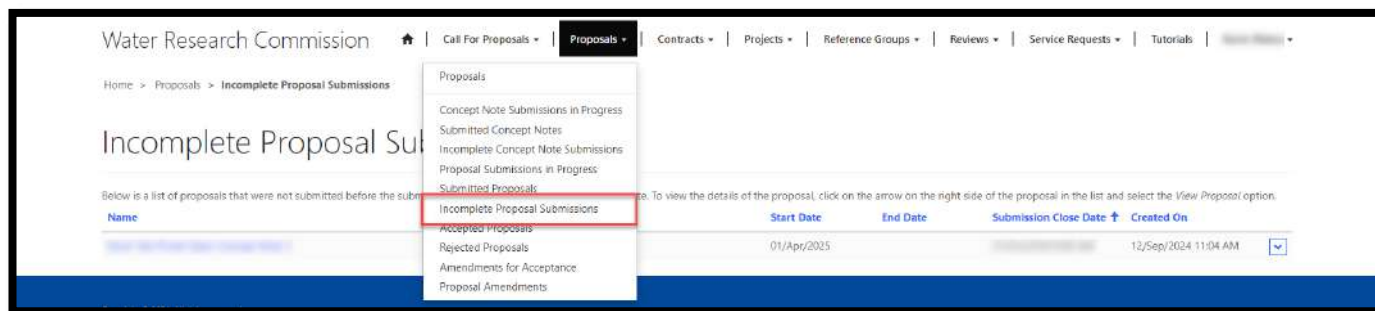 Water Research Commission | Call For Proposals | Proposals | Contracts | Projects | Reference Groups | Reviews | Service Requests | Tutorials |
Home > Proposals > Incomplete Proposal Submissions
Proposals
Concept Note Submissions in Progress
Submitted Concept Notes
Incomplete Concept Note Submissions
Proposal Submissions in Progress
Submitted Proposals
Incomplete Proposal Submissions
Accepted Proposals
Rejected Proposals
Amendments for Acceptance
Proposal Amendments
Incomplete Proposal Sub
Below is a list of proposals that were not submitted before the subm
te. To view the details of the proposal, click on the arrow on the right side of the proposal in the list and select the View Proposal option.
Name Start Date End Date Submission Close Date ↑ Created On
01/Apr/2025 12/Sep/2024 11:04 AM